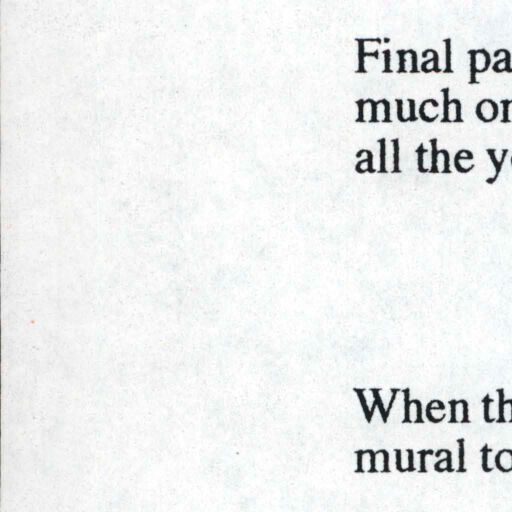 Final pa
much or
all the y
When th
mural to